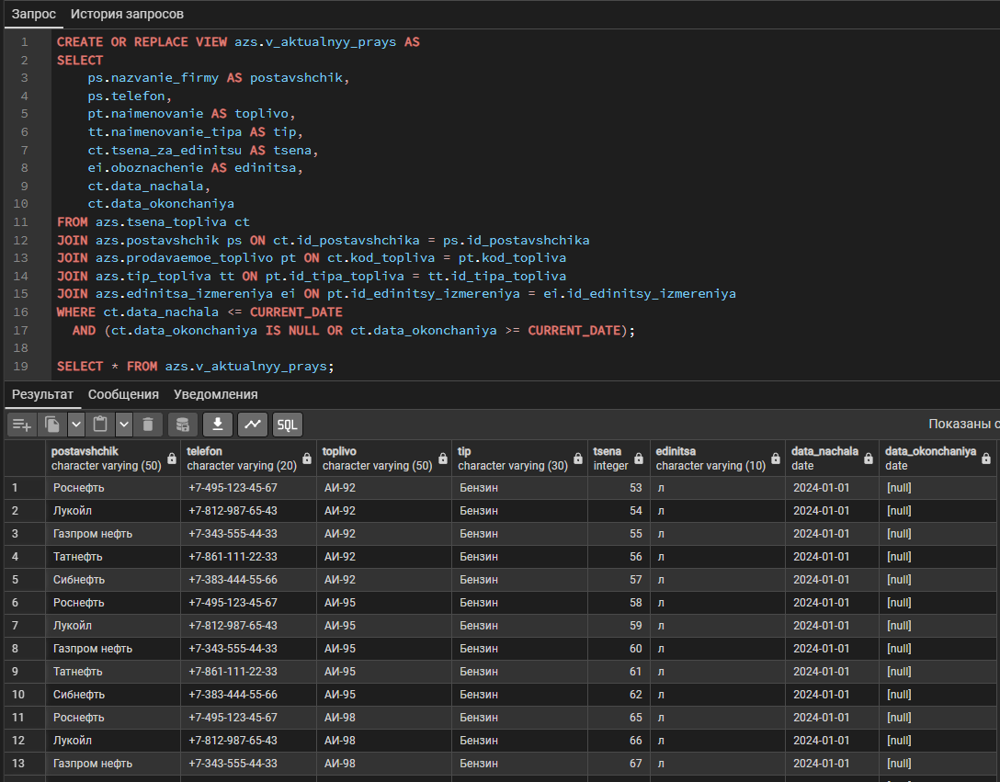 Запрос История запросов
1 CREATE OR REPLACE VIEW azs.v_aktualnyy_prays AS
2 SELECT
3 ps.nazvanie_firmy AS postavshchik,
4 ps.telefon,
5 pt.naimenovanie AS toplivo,
6 tt.naimenovanie_tipa AS tip,
7 ct.tsena_za_edinitsu AS tsena,
8 ei.oboznachenie AS edinitsa,
9 ct.data_nachala,
10 ct.data_okonchaniya
11 FROM azs.tsena_topliva ct
12 JOIN azs.postavshchik ps ON ct.id_postavshchika = ps.id_postavshchika
13 JOIN azs.prodavaemoe_toplivo pt ON ct.kod_topliva = pt.kod_topliva
14 JOIN azs.tip_topliva tt ON pt.id_tipa_topliva = tt.id_tipa_topliva
15 JOIN azs.edinitsa_izmereniya ei ON pt.id_edinitsy_izmereniya = ei.id_edinitsy_izmereniya
16 WHERE ct.data_nachala <= CURRENT_DATE
17 AND (ct.data_okonchaniya IS NULL OR ct.data_okonchaniya >= CURRENT_DATE);
18
19 SELECT * FROM azs.v_aktualnyy_prays;
Результат Сообщения Уведомления
SQL Показаны с
postavshchik telefon toplivo tip tsena edinitsa data_nachala data_okonchaniya
character varying (50) character varying (20) character varying (50) character varying (30) integer character varying (10) date date
1 Роснефть +7-495-123-45-67 АИ-92 Бензин 53 л 2024-01-01 [null]
2 Лукойл +7-812-987-65-43 АИ-92 Бензин 54 л 2024-01-01 [null]
3 Газпром нефть +7-343-555-44-33 АИ-92 Бензин 55 л 2024-01-01 [null]
4 Татнефть +7-861-111-22-33 АИ-92 Бензин 56 л 2024-01-01 [null]
5 Сибнефть +7-383-444-55-66 АИ-92 Бензин 57 л 2024-01-01 [null]
6 Роснефть +7-495-123-45-67 АИ-95 Бензин 58 л 2024-01-01 [null]
7 Лукойл +7-812-987-65-43 АИ-95 Бензин 59 л 2024-01-01 [null]
8 Газпром нефть +7-343-555-44-33 АИ-95 Бензин 60 л 2024-01-01 [null]
9 Татнефть +7-861-111-22-33 АИ-95 Бензин 61 л 2024-01-01 [null]
10 Сибнефть +7-383-444-55-66 АИ-95 Бензин 62 л 2024-01-01 [null]
11 Роснефть +7-495-123-45-67 АИ-98 Бензин 65 л 2024-01-01 [null]
12 Лукойл +7-812-987-65-43 АИ-98 Бензин 66 л 2024-01-01 [null]
13 Газпром нефть +7-343-555-44-33 АИ-98 Бензин 67 л 2024-01-01 [null]